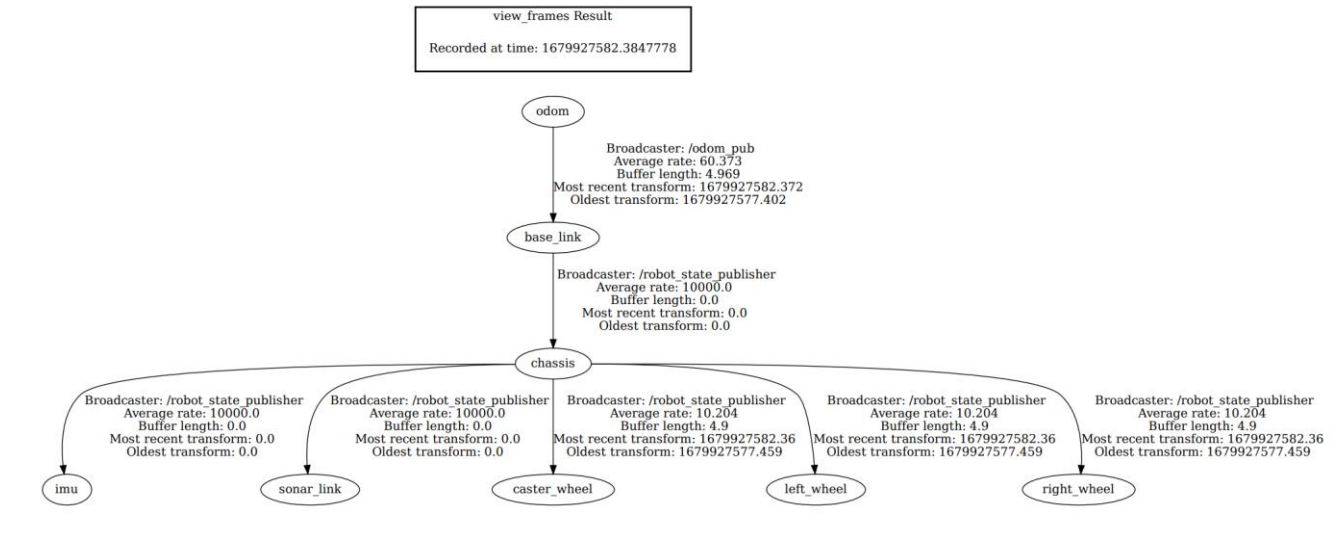 view_frames Result
Recorded at time: 1679927582.3847778
odom
Broadcaster: /odom_pub
Average rate: 60.373
Buffer length: 4.969
Most recent transform: 1679927582.372
Oldest transform: 1679927577.402
base_link
Broadcaster: /robot_state_publisher
Average rate: 10000.0
Buffer length: 0.0
Most recent transform: 0.0
Oldest transform: 0.0
chassis
Broadcaster: /robot_state_publisher
Average rate: 10000.0
Buffer length: 0.0
Most recent transform: 0.0
Oldest transform: 0.0
Broadcaster: /robot_state_publisher
Average rate: 10000.0
Buffer length: 0.0
Most recent transform: 0.0
Oldest transform: 0.0
Broadcaster: /robot_state_publisher
Average rate: 10.204
Buffer length: 4.9
Most recent transform: 1679927582.36
Oldest transform: 1679927577.459
Broadcaster: /robot_state_publisher
Average rate: 10.204
Buffer length: 4.9
Most recent transform: 1679927582.36
Oldest transform: 1679927577.459
Broadcaster: /robot_state_publisher
Average rate: 10.204
Buffer length: 4.9
Most recent transform: 1679927582.36
Oldest transform: 1679927577.459
imu
sonar_link
caster_wheel
left_wheel
right_wheel